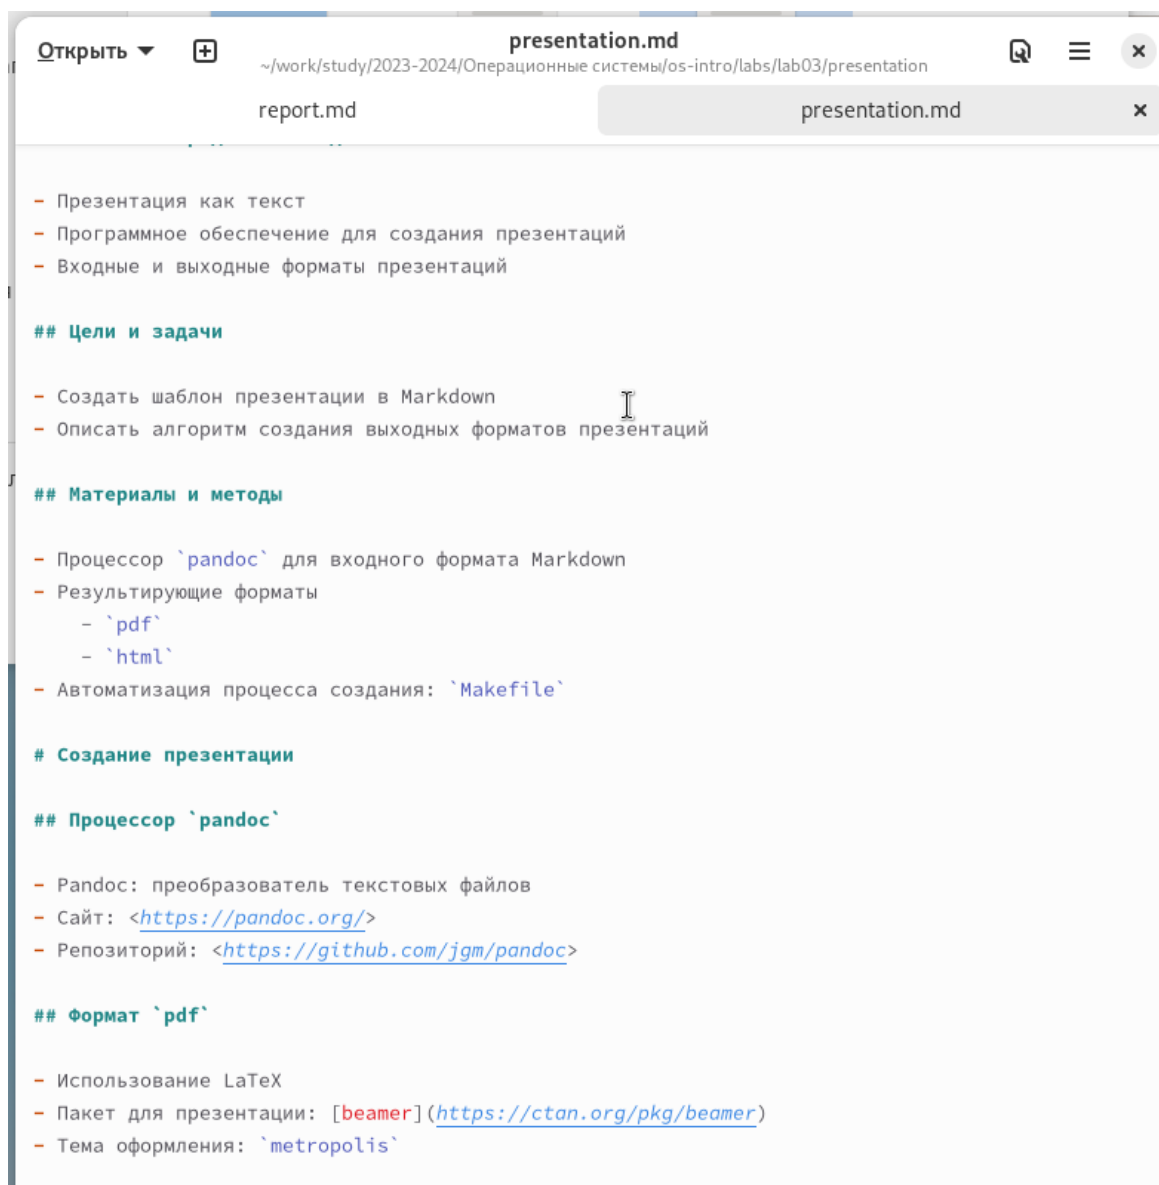 Открыть
presentation.md
~/work/study/2023-2024/Операционные системы/os-intro/labs/lab03/presentation
report.md
presentation.md
- Презентация как текст
- Программное обеспечение для создания презентаций
- Входные и выходные форматы презентаций
## Цели и задачи
- Создать шаблон презентации в Markdown
- Описать алгоритм создания выходных форматов презентаций
## Материалы и методы
- Процессор `pandoc` для входного формата Markdown
- Результирующие форматы
    - `pdf`
    - `html`
- Автоматизация процесса создания: `Makefile`
# Создание презентации
## Процессор `pandoc`
- Pandoc: преобразователь текстовых файлов
- Сайт: <https://pandoc.org/>
- Репозиторий: <https://github.com/jgm/pandoc>
## Формат `pdf`
- Использование LaTeX
- Пакет для презентации: [beamer](https://ctan.org/pkg/beamer)
- Тема оформления: `metropolis`